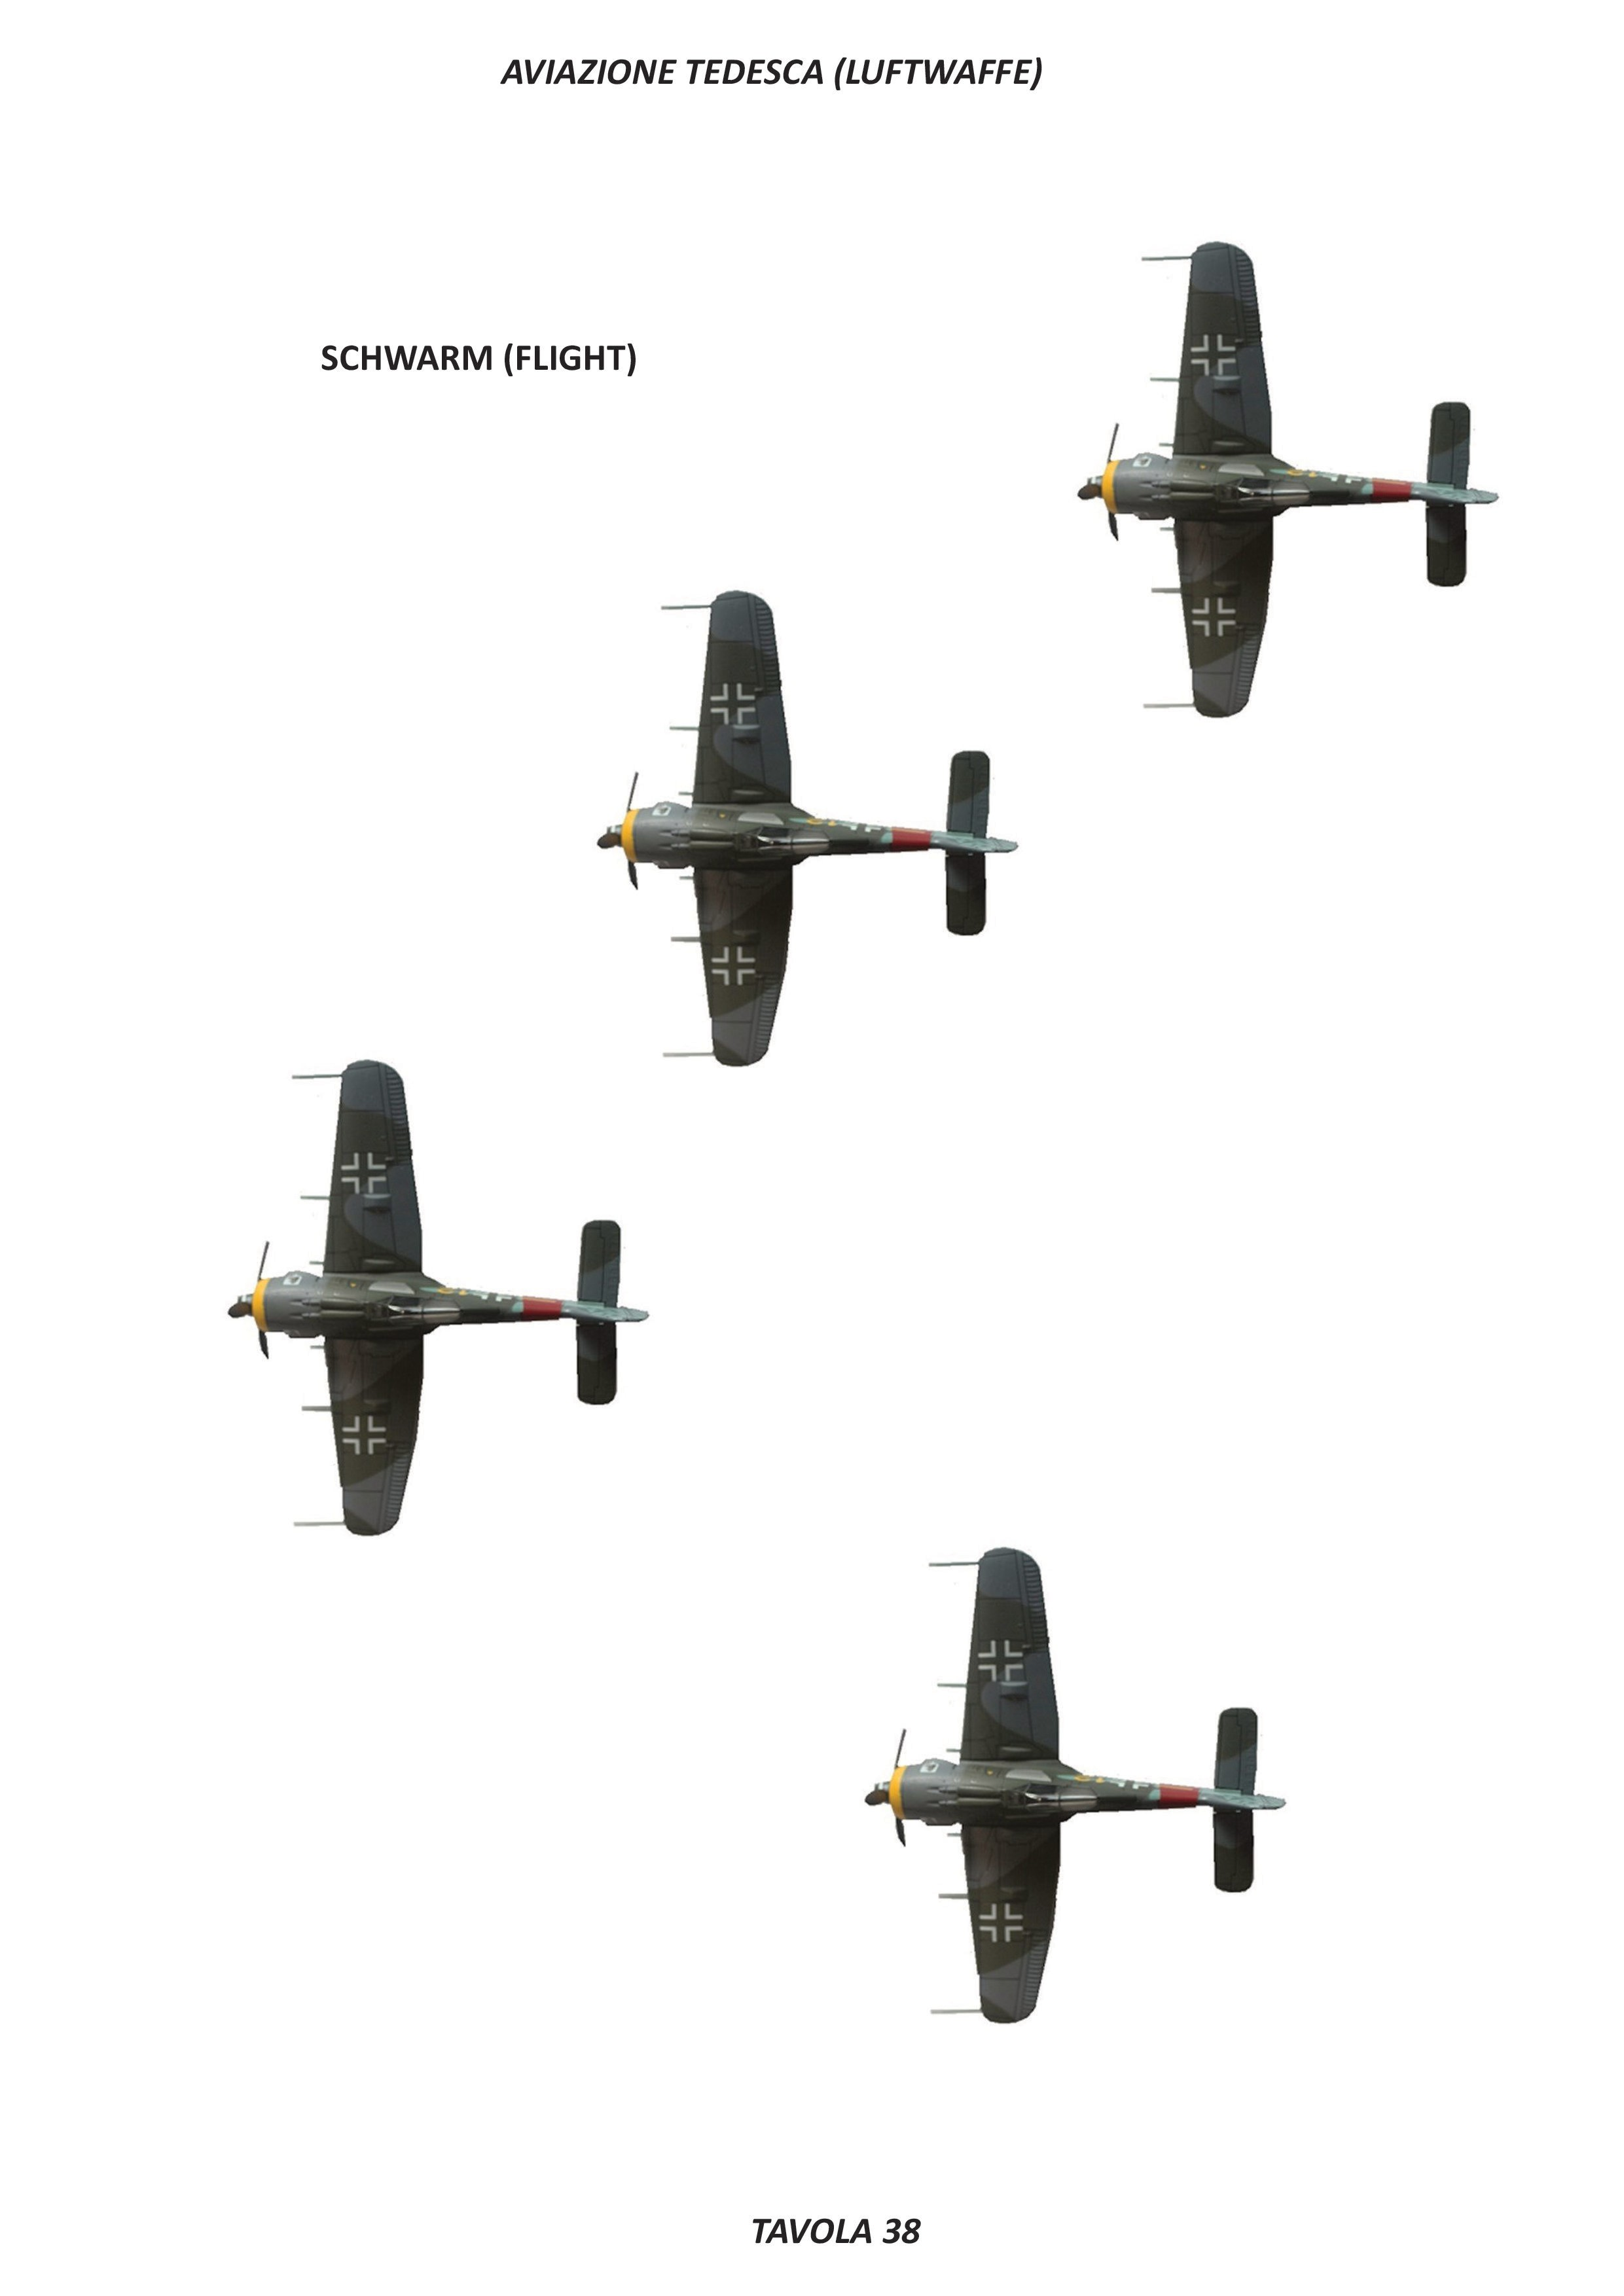 AVIAZIONE TEDESCA (LUFTWAFFE)
SCHWARM (FLIGHT)
TAVOLA 38